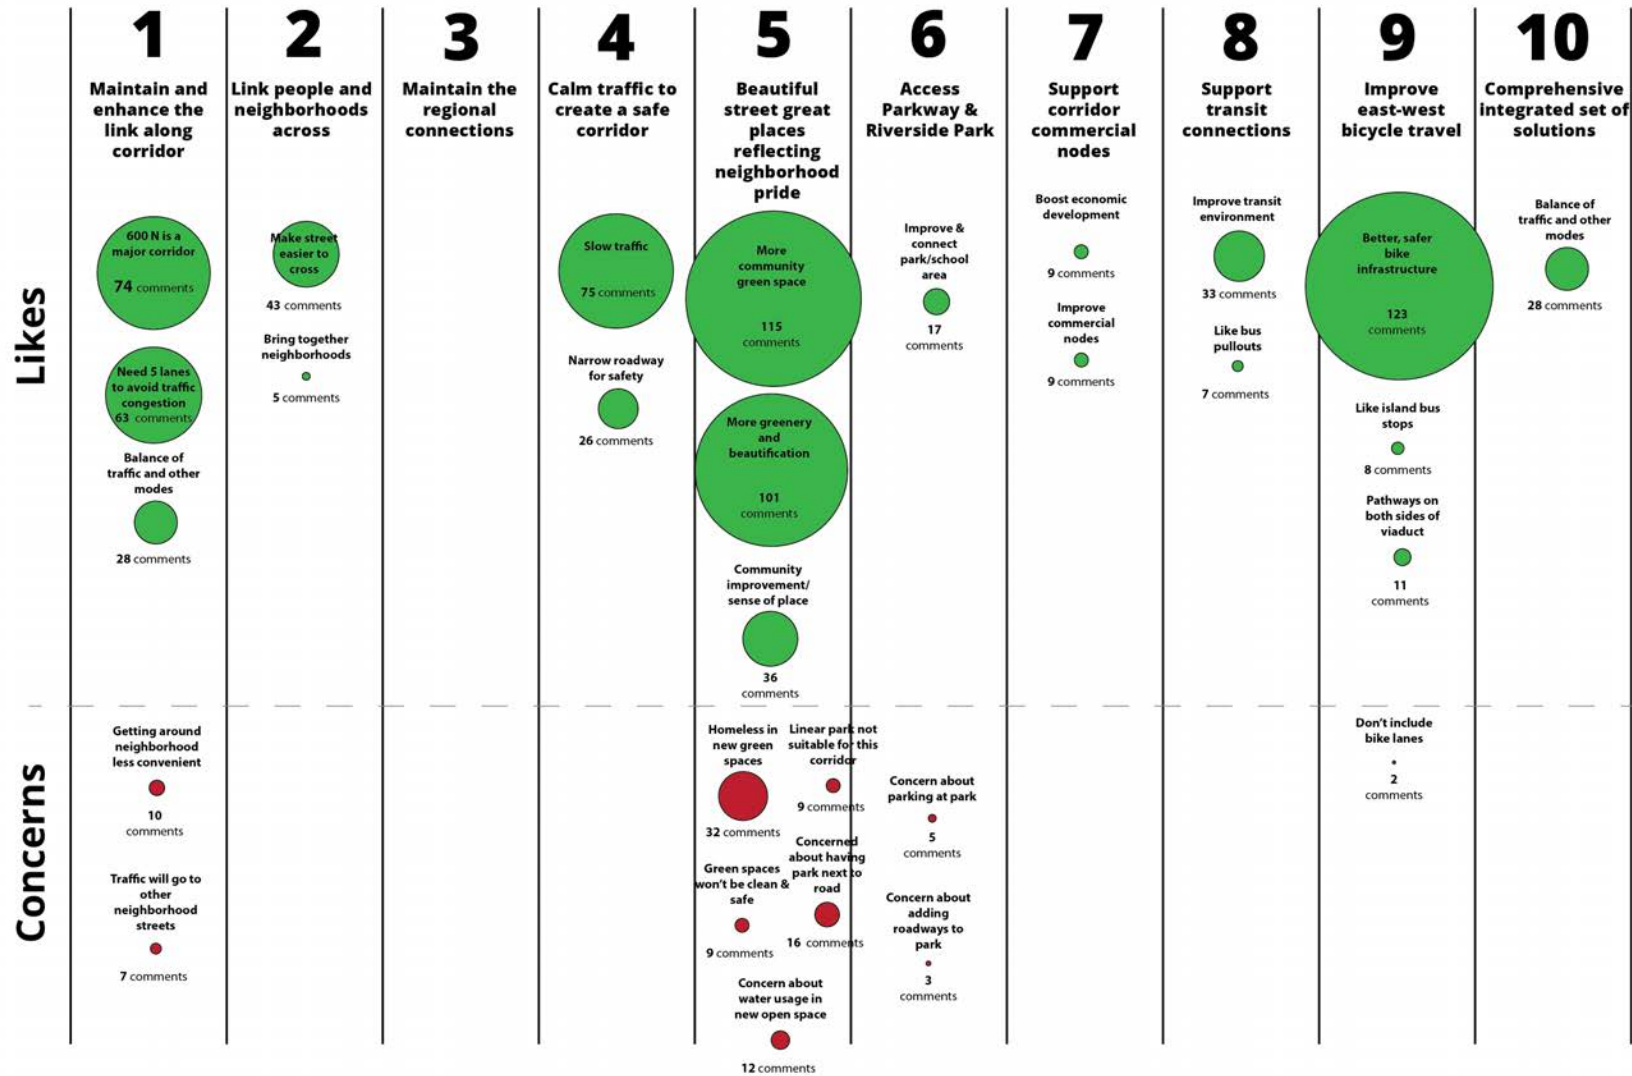 1
Maintain and
enhance the
link along
corridor
2
Link people and
neighborhoods
across
3
Maintain the
regional
connections
4
Calm traffic to
create a safe
corridor
5
Beautiful
street great
places
reflecting
neighborhood
pride
6
Access
Parkway &
Riverside Park
7
Support
corridor
commercial
nodes
8
Support
transit
connections
9
Improve
east-west
bicycle travel
10
Comprehensive
integrated set of
solutions
Likes
600 N is a
major corridor
74 comments
Need 5 lanes
to avoid traffic
congestion
63 comments
Balance of
traffic and other
modes
28 comments
Make street
easier to
cross
43 comments
Bring together
neighborhoods
5 comments
Slow traffic
75 comments
Narrow roadway
for safety
26 comments
More
community
green space
115
comments
More greenery
and
beautification
101
comments
Community
improvement/
sense of place
36
comments
Improve &
connect
park/school
area
17
comments
Boost economic
development
9 comments
Improve
commercial
nodes
9 comments
Improve transit
environment
33 comments
Like bus
pullouts
7 comments
Better, safer
bike
infrastructure
123
comments
Like island bus
stops
8 comments
Pathways on
both sides of
viaduct
11
comments
Balance of
traffic and other
modes
28 comments
Concerns
Getting around
neighborhood
less convenient
10
comments
Traffic will go to
other
neighborhood
streets
7 comments
Homeless in
new green
spaces
32 comments
Linear park not
suitable for this
corridor
9 comments
Green spaces
won't be clean &
safe
9 comments
Concerned
about having
park next to
road
16 comments
Concern about
water usage in
new open space
12 comments
Concern about
parking at park
5
comments
Concern about
adding
roadways to
park
3
comments
Don't include
bike lanes
2
comments